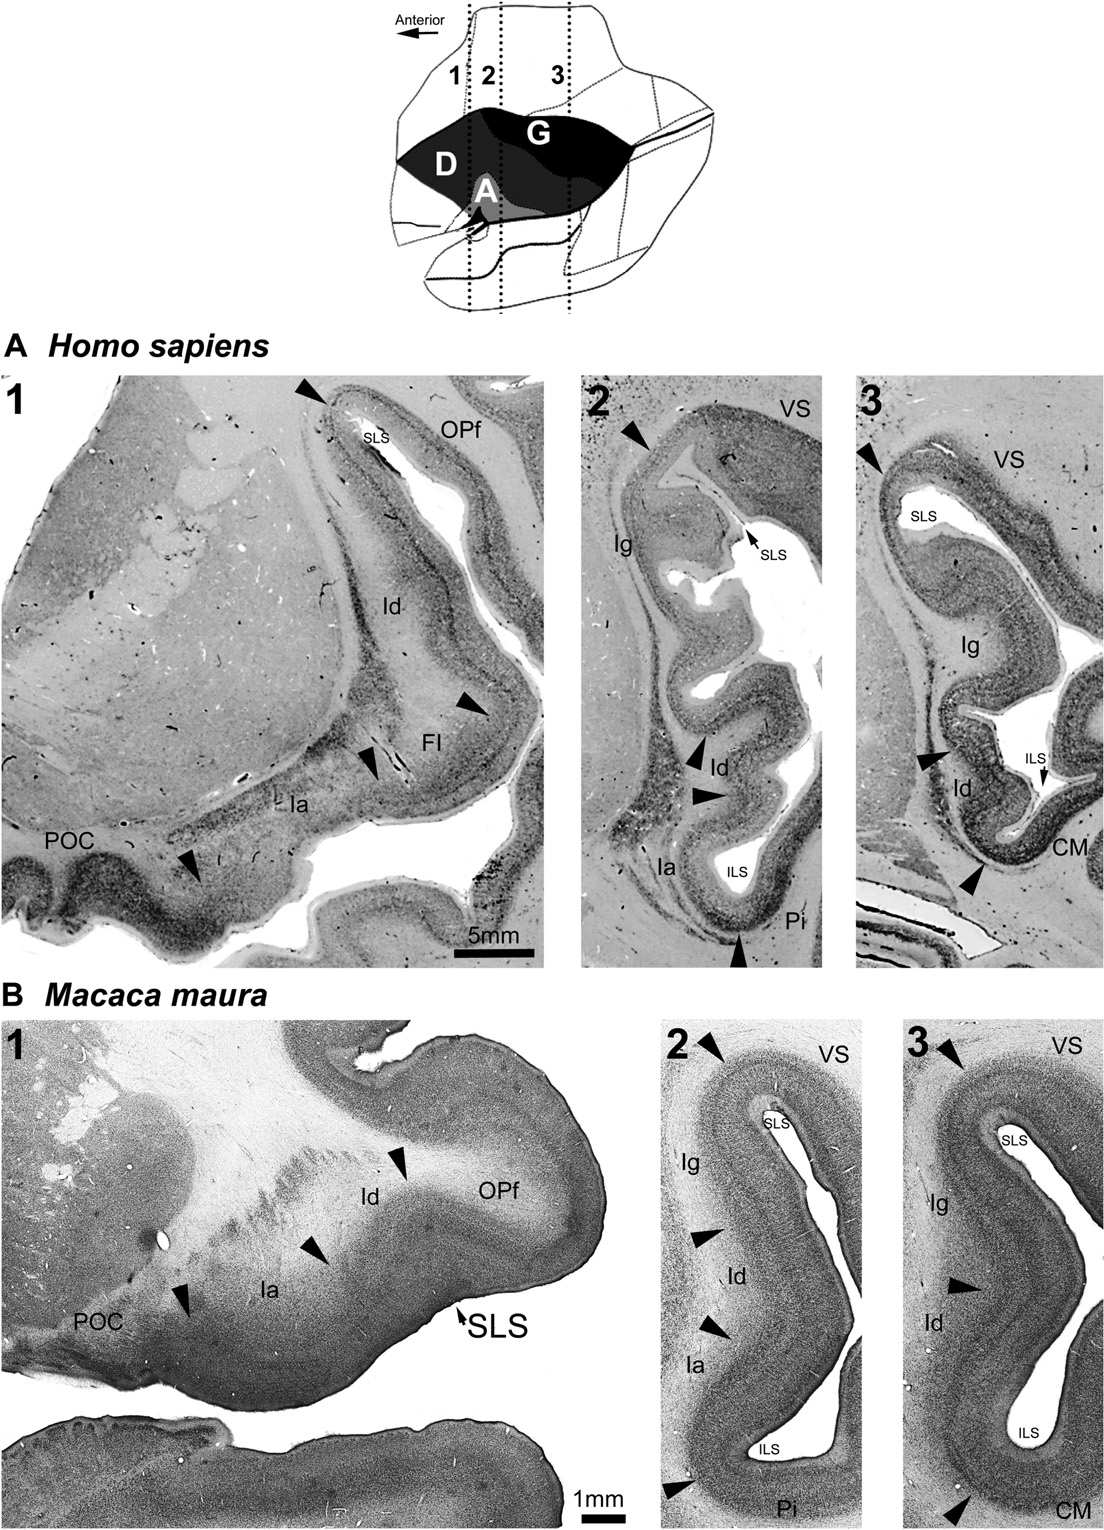 Anterior
1 2 3
G
D
A
A Homo sapiens
1
OPf
SLS
Id
FI
Ia
POC
5mm
2
VS
Ig
SLS
Id
Ia
ILS
Pi
3
VS
SLS
Ig
ILS
Id
CM
B Macaca maura
1
Id
OPf
Ia
POC
SLS
1mm
2
VS
SLS
Ig
Id
Ia
ILS
Pi
3
VS
SLS
Ig
Id
ILS
CM